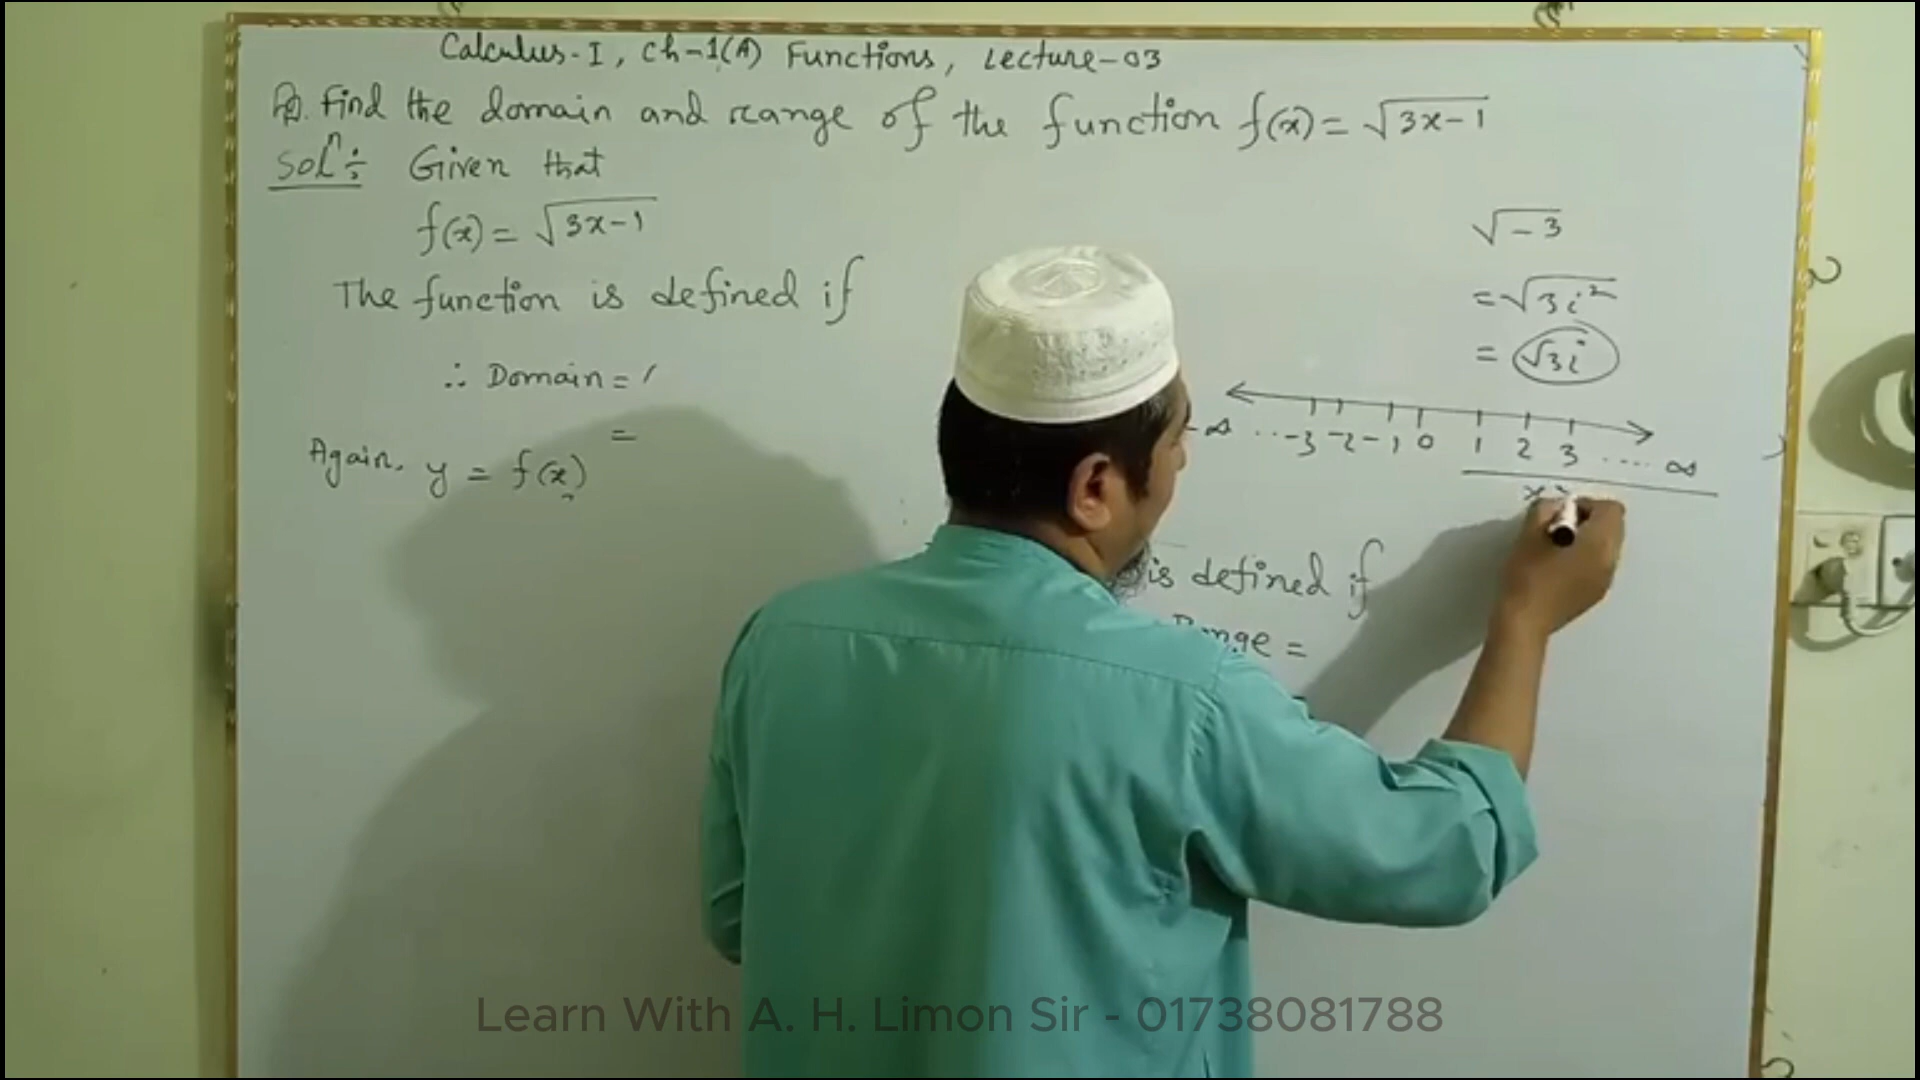 Calculus-I, Ch-1(A) Functions, Lecture-03
Find the domain and range of the function f(x) = √3x-1
Solⁿ: Given that
f(x) = √3x-1
The function is defined if
∴ Domain = (
=
Again, y = f(x)
√-3
= √3i²
= √3i
-∞ ...-3 -2 -1 0 1 2 3 .... ∞
x
is defined if
Range =
Learn With A. H. Limon Sir - 01738081788